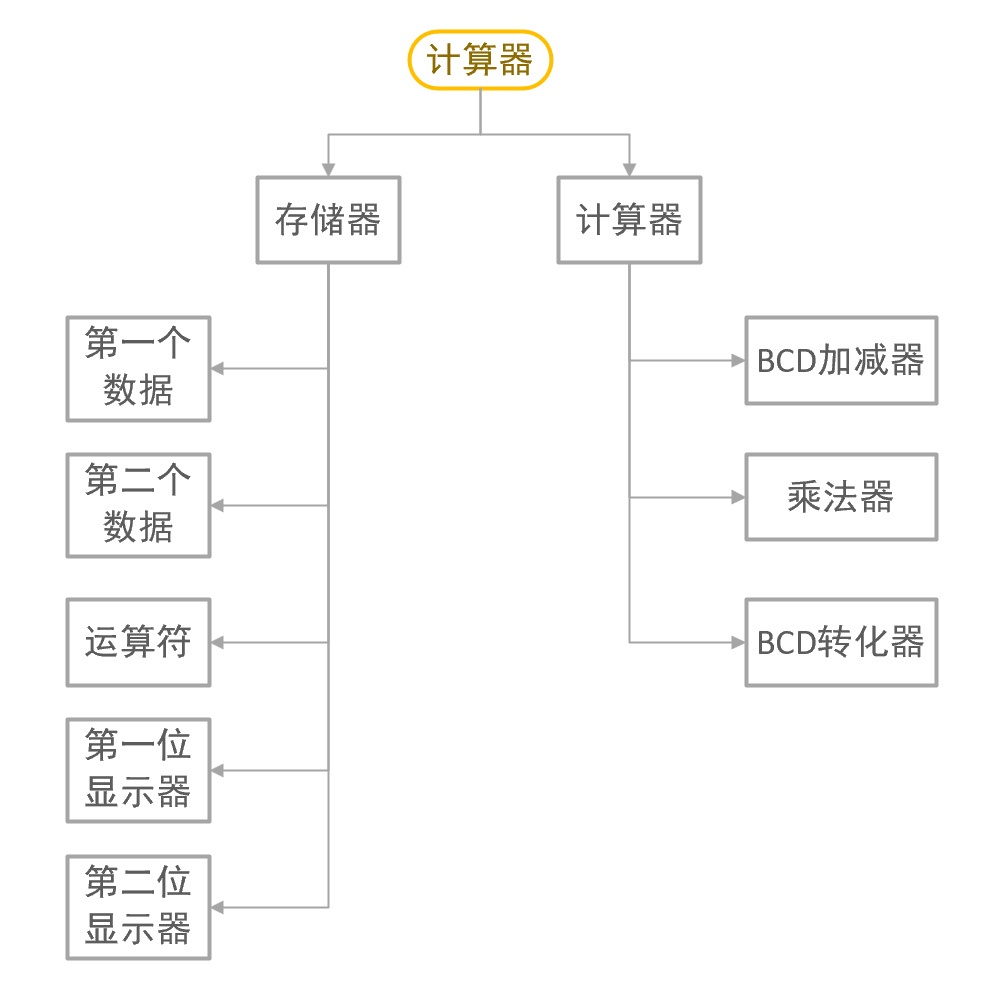 计算器
存储器
计算器
第一个
数据
第二个
数据
运算符
第一位
显示器
第二位
显示器
BCD加减器
乘法器
BCD转化器